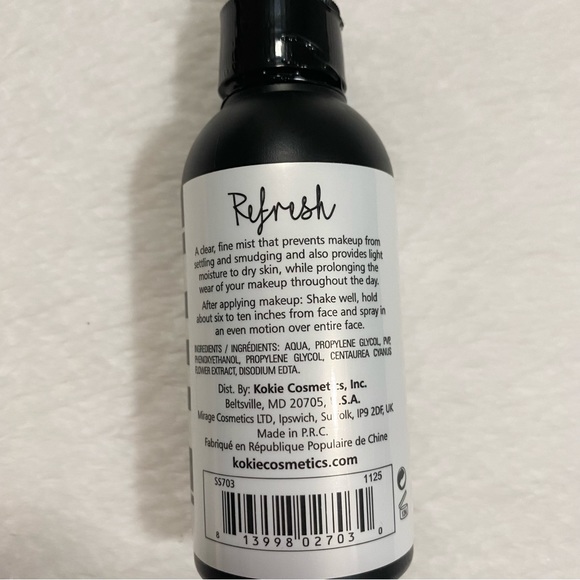 Refresh
A clear, fine mist that prevents makeup from
settling and smudging and also provides light
moisture to dry skin, while prolonging the
wear of your makeup throughout the day.
After applying makeup: Shake well, hold
about six to ten inches from face and spray in
an even motion over entire face.
INGREDIENTS / INGRÉDIENTS: AQUA, PROPYLENE GLYCOL, PVP,
PHENOXYETHANOL, PROPYLENE GLYCOL, CENTAUREA CYANUS
FLOWER EXTRACT, DISODIUM EDTA.
Dist. By: Kokie Cosmetics, Inc.
Beltsville, MD 20705, .S.A.
Mirage Cosmetics LTD, Ipswich, Su folk, IP9 2DF, UK
Made in P.R.C.
Fabriqué en République Populaire de Chine
kokiecosmetics.com
SS703 1125
8 13998 02703 0